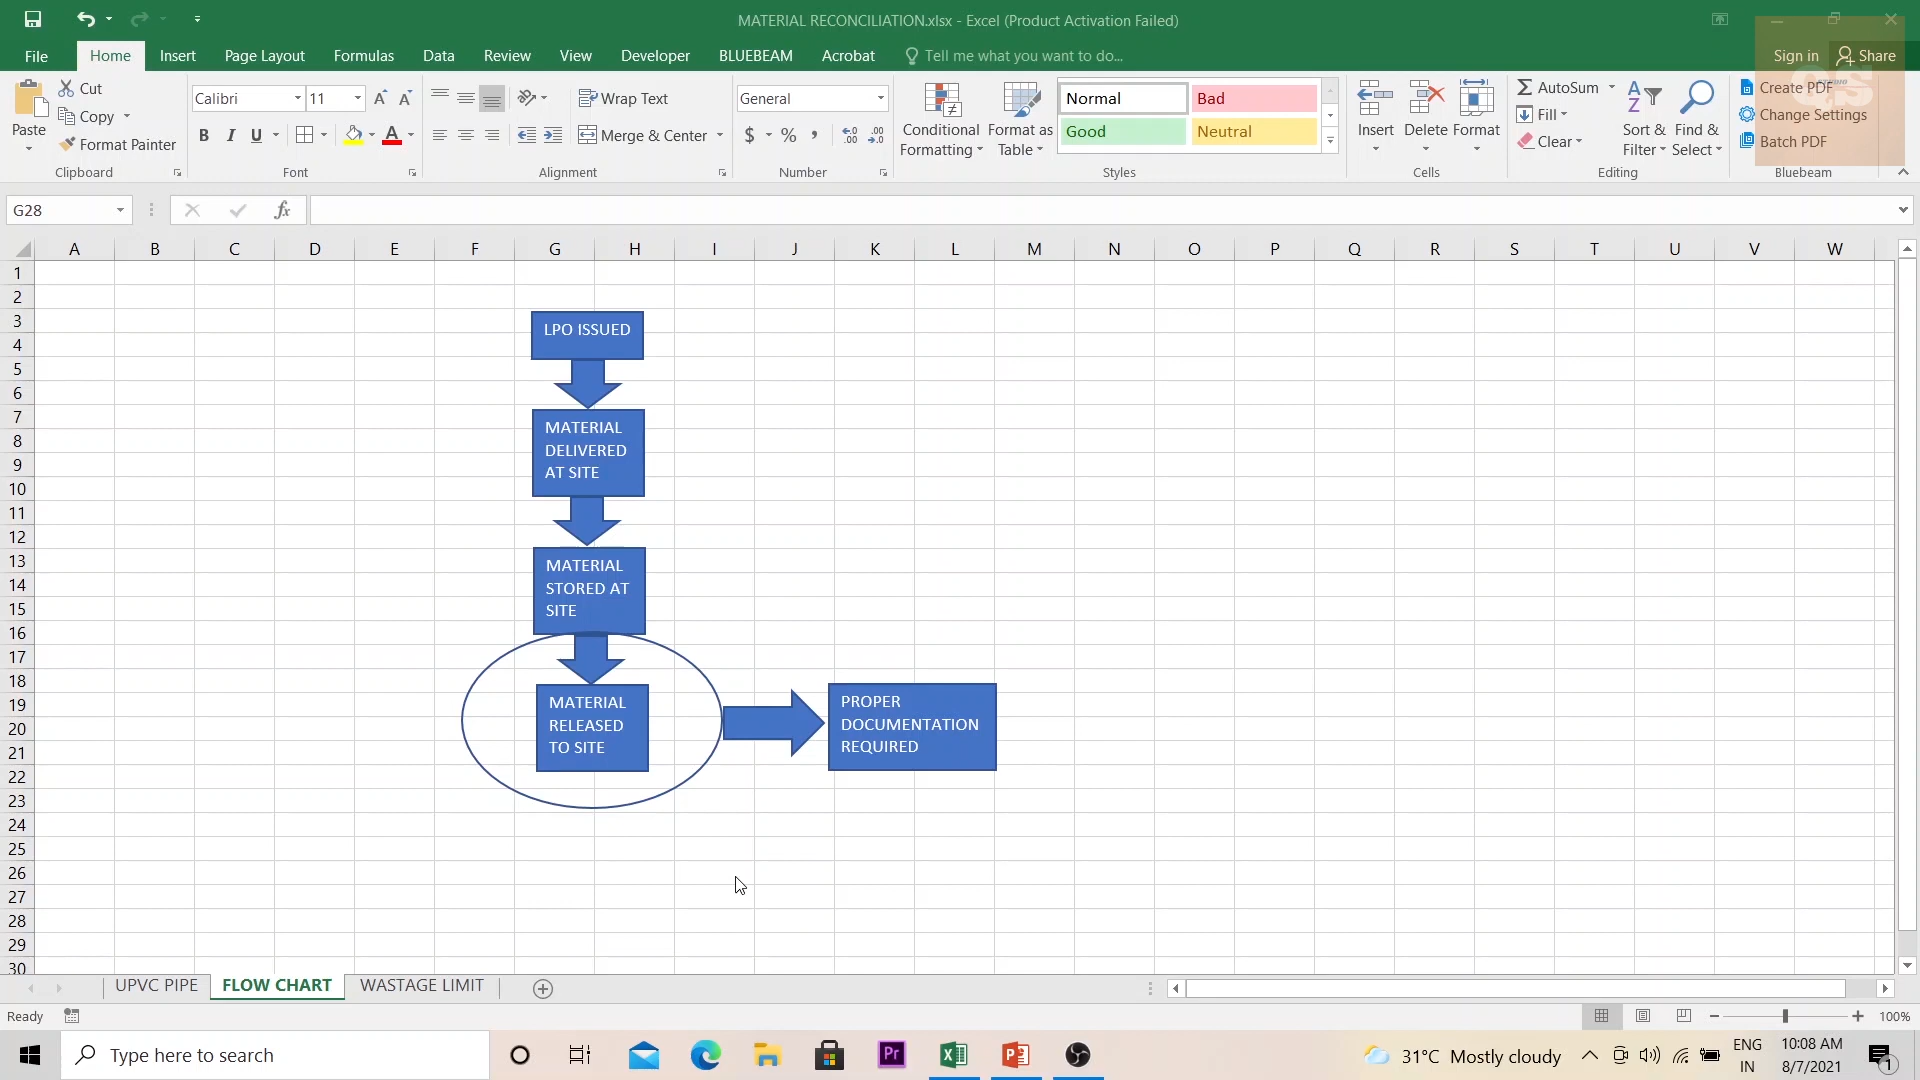 MATERIAL RECONCILIATION.xlsx - Excel (Product Activation Failed)
File Home Insert Page Layout Formulas Data Review View Developer BLUEBEAM Acrobat Tell me what you want to do... Sign in Share
Paste
Cut
Copy
Format Painter
Clipboard
Calibri 11
B I U A
Font
Wrap Text
Merge & Center
Alignment
General
$ % ,
Number
Conditional Formatting
Format as Table
Normal Bad
Good Neutral
Styles
Insert Delete Format
Cells
AutoSum
Fill
Clear
Sort & Filter
Find & Select
Editing
Create PDF
Change Settings
Batch PDF
Bluebeam
STUDIO
QS
G28 fx
A B C D E F G H I J K L M N O P Q R S T U V W
1
2
3
4
5
6
7
8
9
10
11
12
13
14
15
16
17
18
19
20
21
22
23
24
25
26
27
28
29
30
LPO ISSUED
MATERIAL
DELIVERED
AT SITE
MATERIAL
STORED AT
SITE
MATERIAL
RELEASED
TO SITE
PROPER
DOCUMENTATION
REQUIRED
UPVC PIPE FLOW CHART WASTAGE LIMIT
Ready 100%
Type here to search
Pr
31°C Mostly cloudy
ENG
IN
10:08 AM
8/7/2021
1